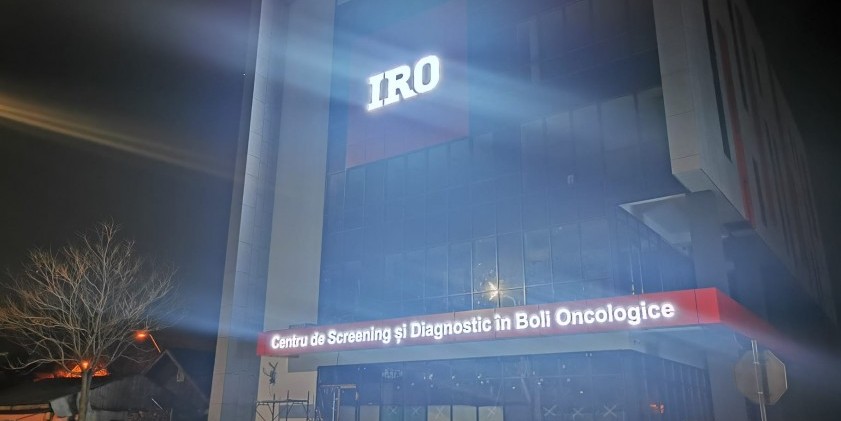 IRO
Centru de Screening și Diagnostic în Boli Oncologice